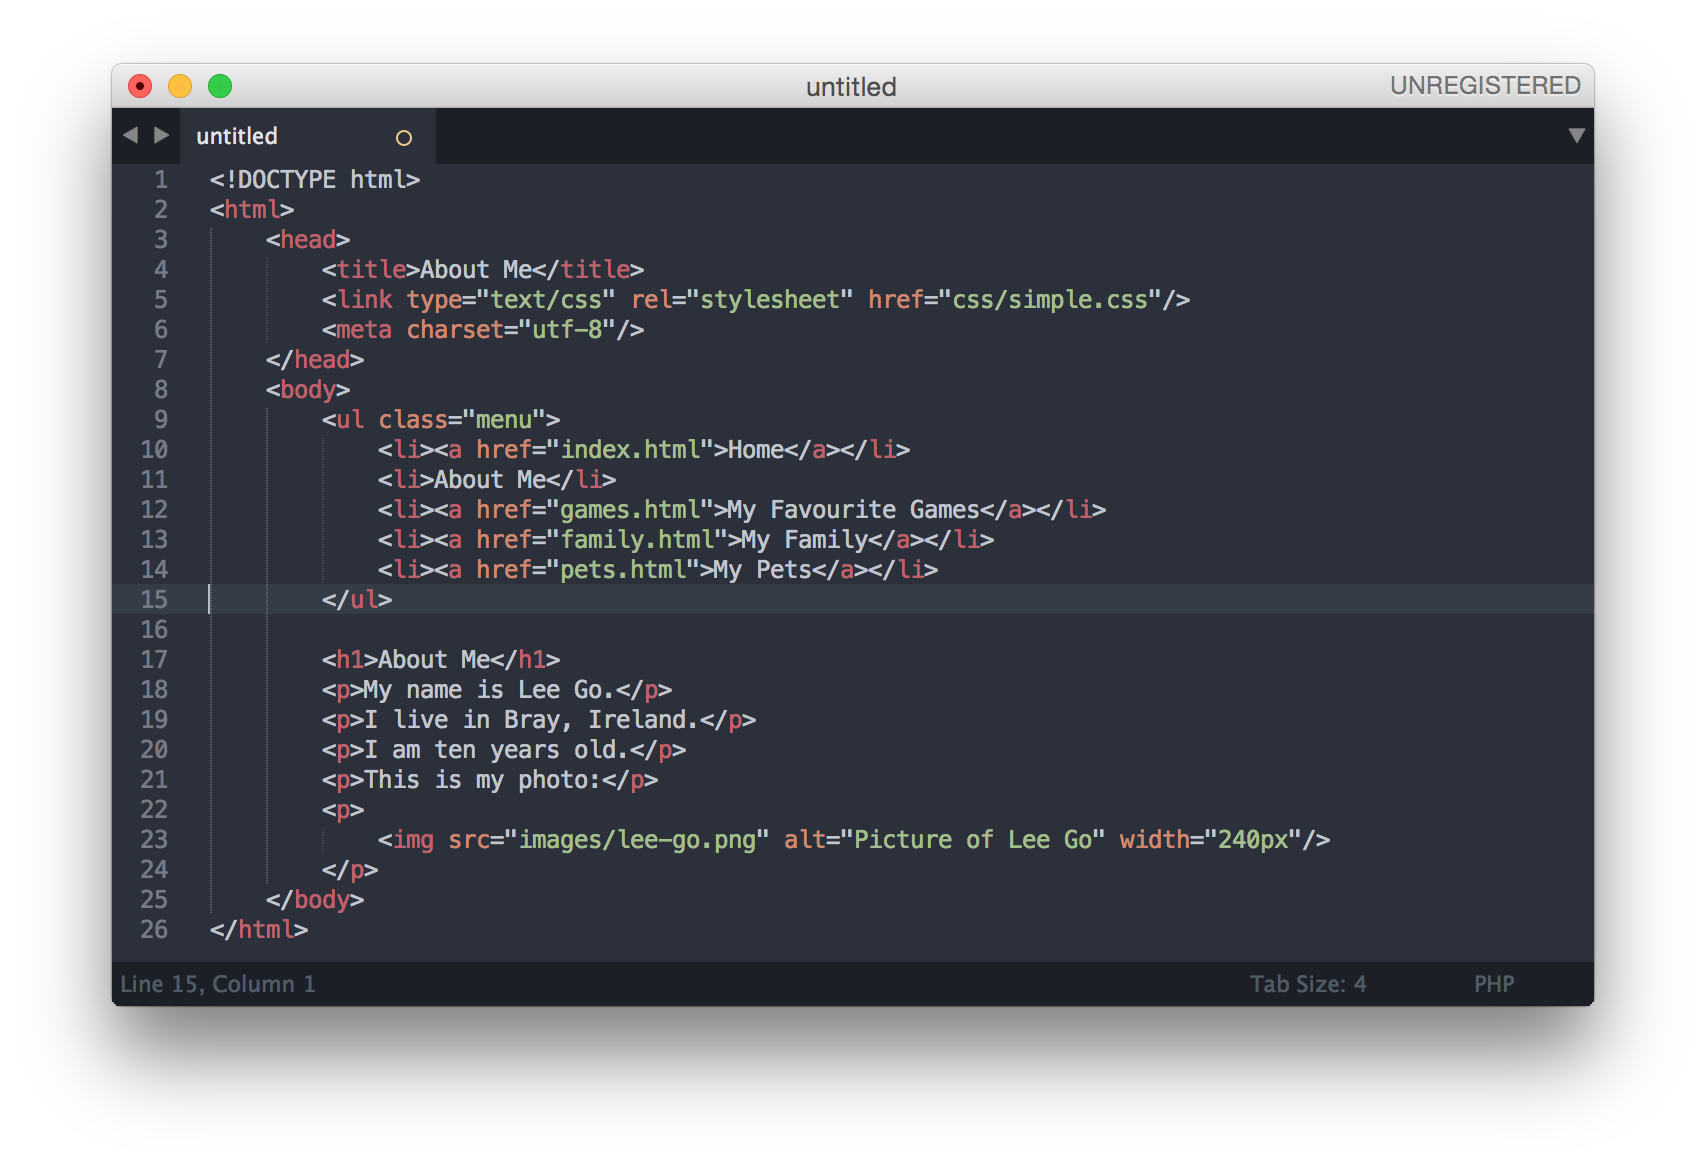 untitled UNREGISTERED
untitled
1 <!DOCTYPE html>
2 <html>
3     <head>
4         <title>About Me</title>
5         <link type="text/css" rel="stylesheet" href="css/simple.css"/>
6         <meta charset="utf-8"/>
7     </head>
8     <body>
9         <ul class="menu">
10             <li><a href="index.html">Home</a></li>
11             <li>About Me</li>
12             <li><a href="games.html">My Favourite Games</a></li>
13             <li><a href="family.html">My Family</a></li>
14             <li><a href="pets.html">My Pets</a></li>
15         </ul>
16
17         <h1>About Me</h1>
18         <p>My name is Lee Go.</p>
19         <p>I live in Bray, Ireland.</p>
20         <p>I am ten years old.</p>
21         <p>This is my photo:</p>
22         <p>
23             <img src="images/lee-go.png" alt="Picture of Lee Go" width="240px"/>
24         </p>
25     </body>
26 </html>
Line 15, Column 1 Tab Size: 4 PHP